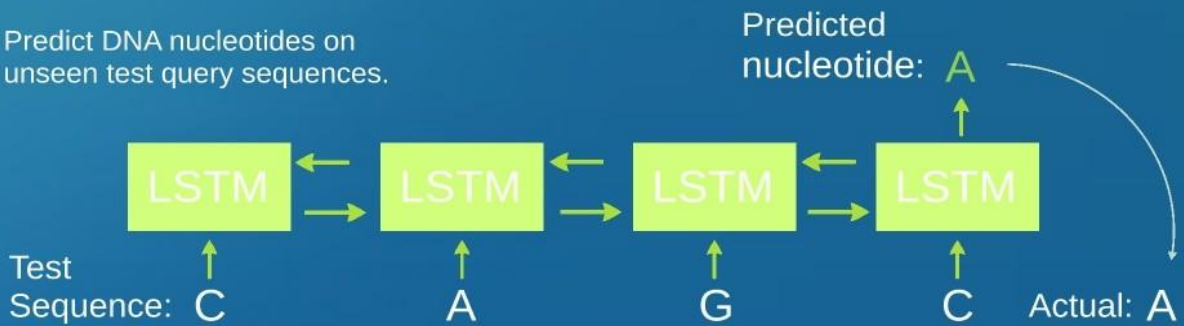 Predict DNA nucleotides on
unseen test query sequences.
Predicted
nucleotide: A
LSTM LSTM LSTM LSTM
Test
Sequence: C A G C Actual: A